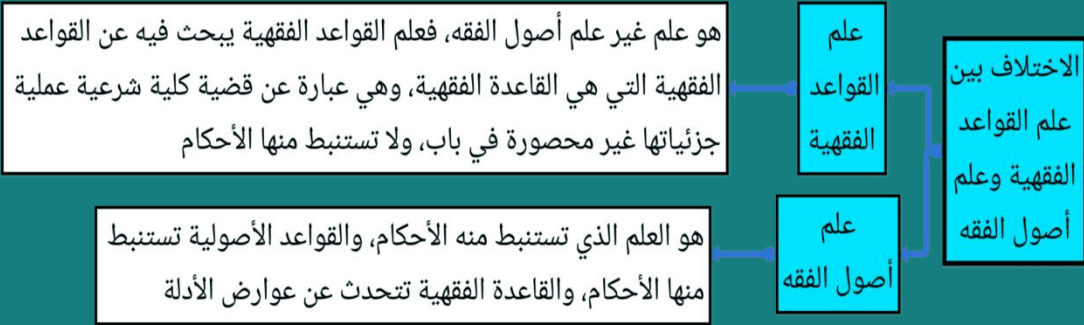 الاختلاف بين
علم القواعد
الفقهية وعلم
أصول الفقه
علم
القواعد
الفقهية
هو علم غير علم أصول الفقه، فعلم القواعد الفقهية يبحث فيه عن القواعد
الفقهية التي هي القاعدة الفقهية، وهي عبارة عن قضية كلية شرعية عملية
جزئياتها غير محصورة في باب، ولا تستنبط منها الأحكام
علم
أصول الفقه
هو العلم الذي تستنبط منه الأحكام، والقواعد الأصولية تستنبط
منها الأحكام، والقاعدة الفقهية تتحدث عن عوارض الأدلة